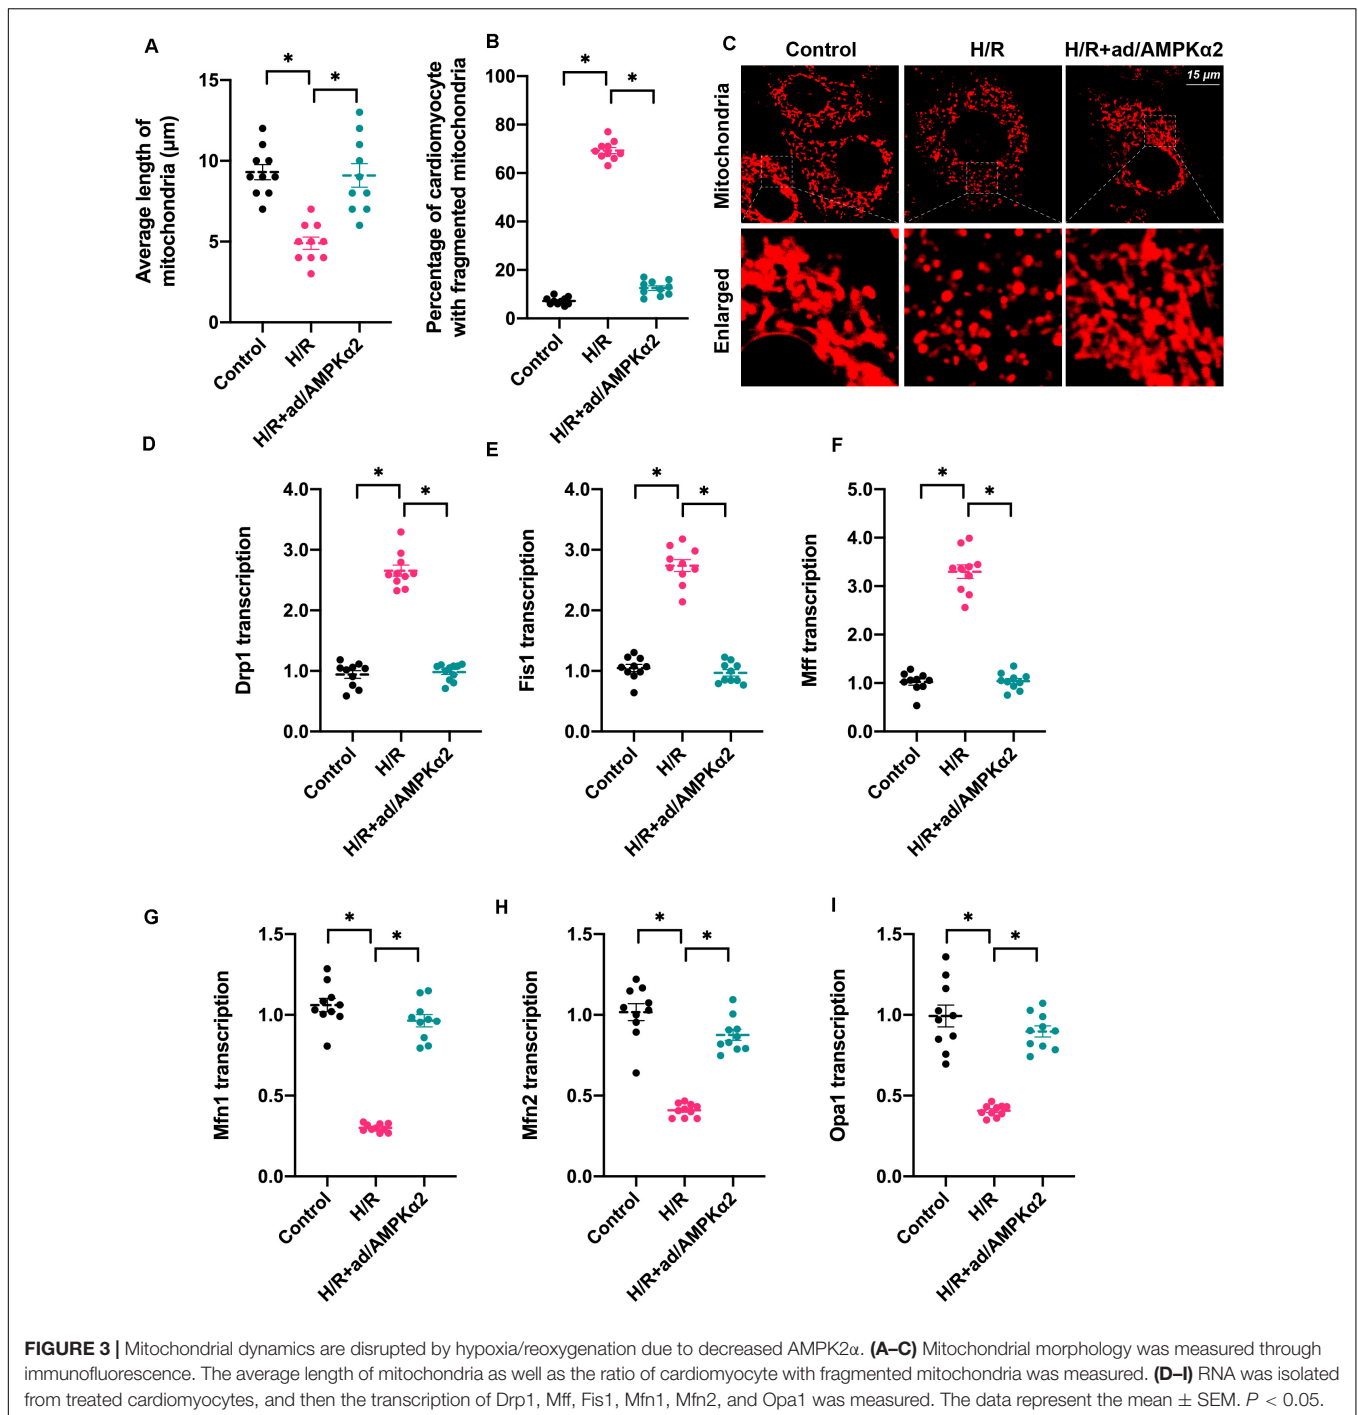 A
Average length of
mitochondria (μm)
15
10
5
0
*
*
Control
H/R
H/R+ad/AMPKα2
B
Percentage of cardiomyocyte
with fragmented mitochondria
100
80
60
40
20
0
*
*
Control
H/R
H/R+ad/AMPKα2
C
Control
H/R
H/R+ad/AMPKα2
Mitochondria
15 μm
Enlarged
D
Drp1 transcription
4.0
3.0
2.0
1.0
0.0
*
*
Control
H/R
H/R+ad/AMPKα2
E
Fis1 transcription
4.0
3.0
2.0
1.0
0.0
*
*
Control
H/R
H/R+ad/AMPKα2
F
Mff transcription
5.0
4.0
3.0
2.0
1.0
0.0
*
*
Control
H/R
H/R+ad/AMPKα2
G
Mfn1 transcription
1.5
1.0
0.5
0.0
*
*
Control
H/R
H/R+ad/AMPKα2
H
Mfn2 transcription
1.5
1.0
0.5
0.0
*
*
Control
H/R
H/R+ad/AMPKα2
I
Opa1 transcription
1.5
1.0
0.5
0.0
*
*
Control
H/R
H/R+ad/AMPKα2
FIGURE 3 | Mitochondrial dynamics are disrupted by hypoxia/reoxygenation due to decreased AMPK2α. (A–C) Mitochondrial morphology was measured through
immunofluorescence. The average length of mitochondria as well as the ratio of cardiomyocyte with fragmented mitochondria was measured. (D–I) RNA was isolated
from treated cardiomyocytes, and then the transcription of Drp1, Mff, Fis1, Mfn1, Mfn2, and Opa1 was measured. The data represent the mean ± SEM. P < 0.05.